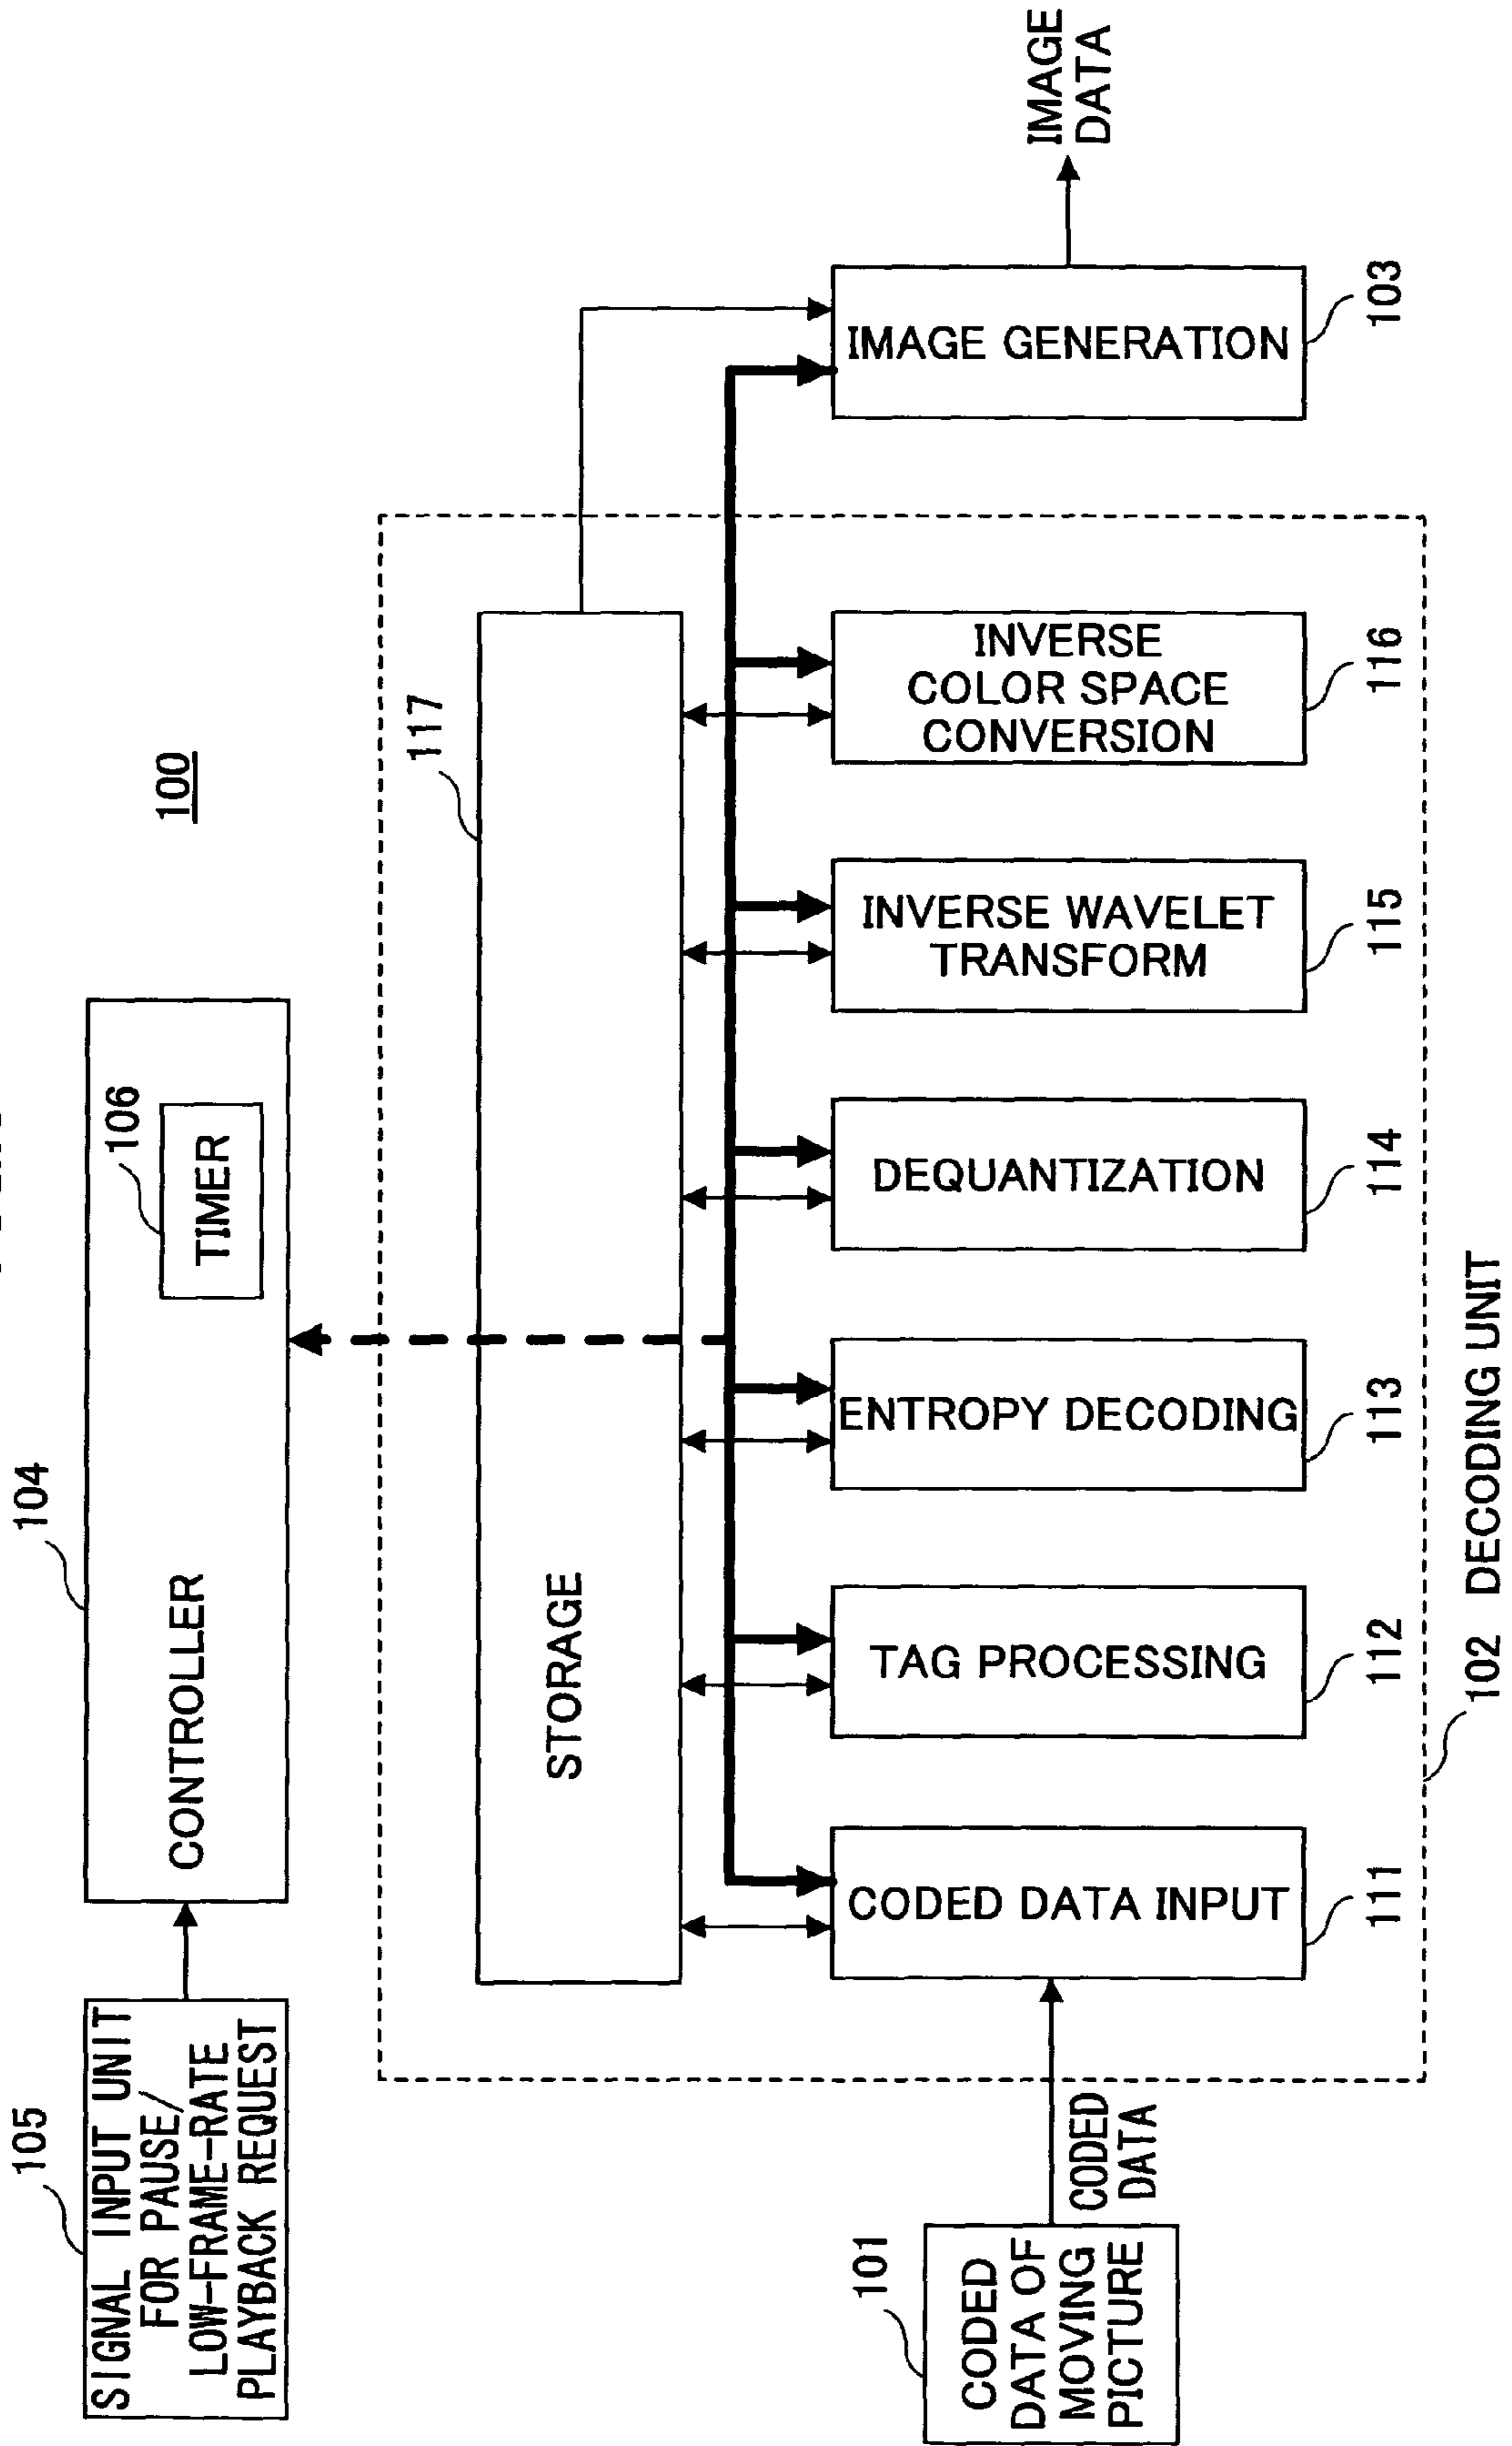 100
105
SIGNAL INPUT UNIT
FOR PAUSE/
LOW-FRAME-RATE
PLAYBACK REQUEST
104
CONTROLLER
106
TIMER
117
STORAGE
101
CODED
DATA OF
MOVING
PICTURE
CODED
DATA
CODED DATA INPUT
111
TAG PROCESSING
112
ENTROPY DECODING
113
DEQUANTIZATION
114
INVERSE WAVELET
TRANSFORM
115
INVERSE
COLOR SPACE
CONVERSION
116
IMAGE GENERATION
103
IMAGE
DATA
102 DECODING UNIT